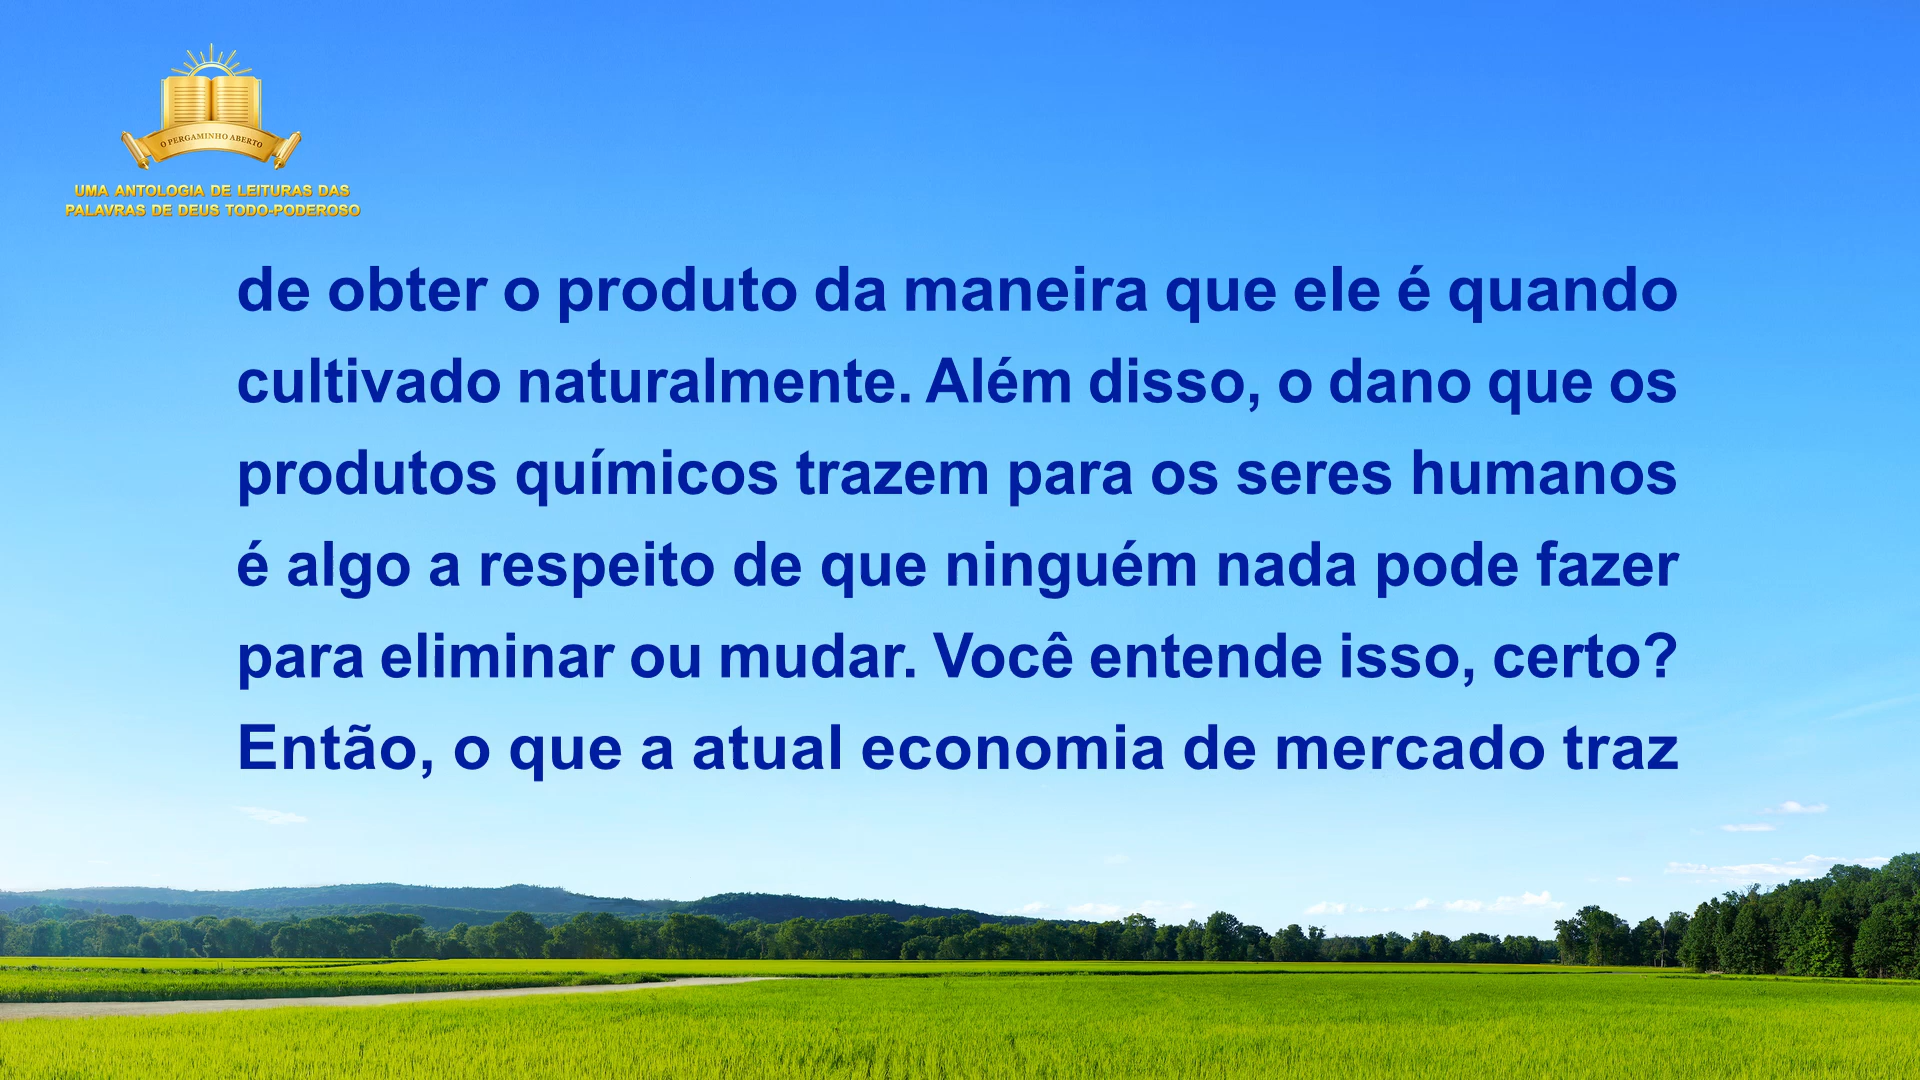 O PERGAMINHO ABERTO
UMA ANTOLOGIA DE LEITURAS DAS
PALAVRAS DE DEUS TODO-PODEROSO
de obter o produto da maneira que ele é quando
cultivado naturalmente. Além disso, o dano que os
produtos químicos trazem para os seres humanos
é algo a respeito de que ninguém nada pode fazer
para eliminar ou mudar. Você entende isso, certo?
Então, o que a atual economia de mercado traz